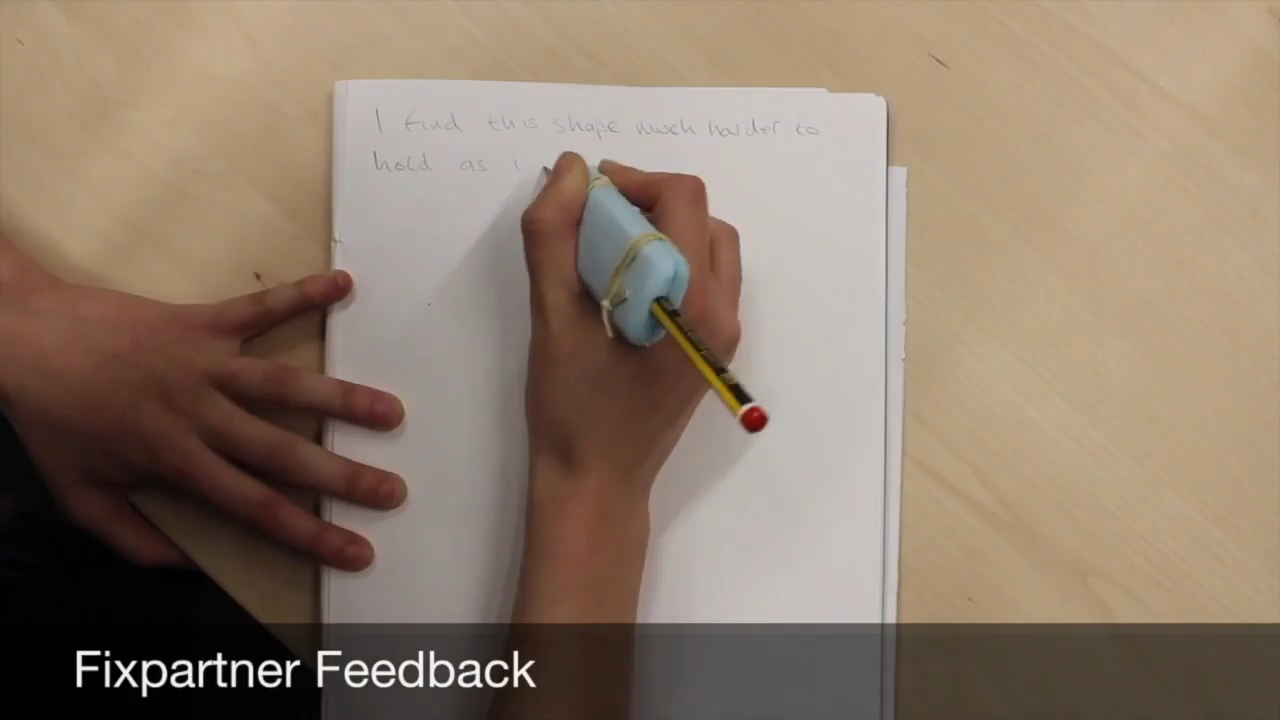 I find this shape much harder to
hold as i
Fixpartner Feedback